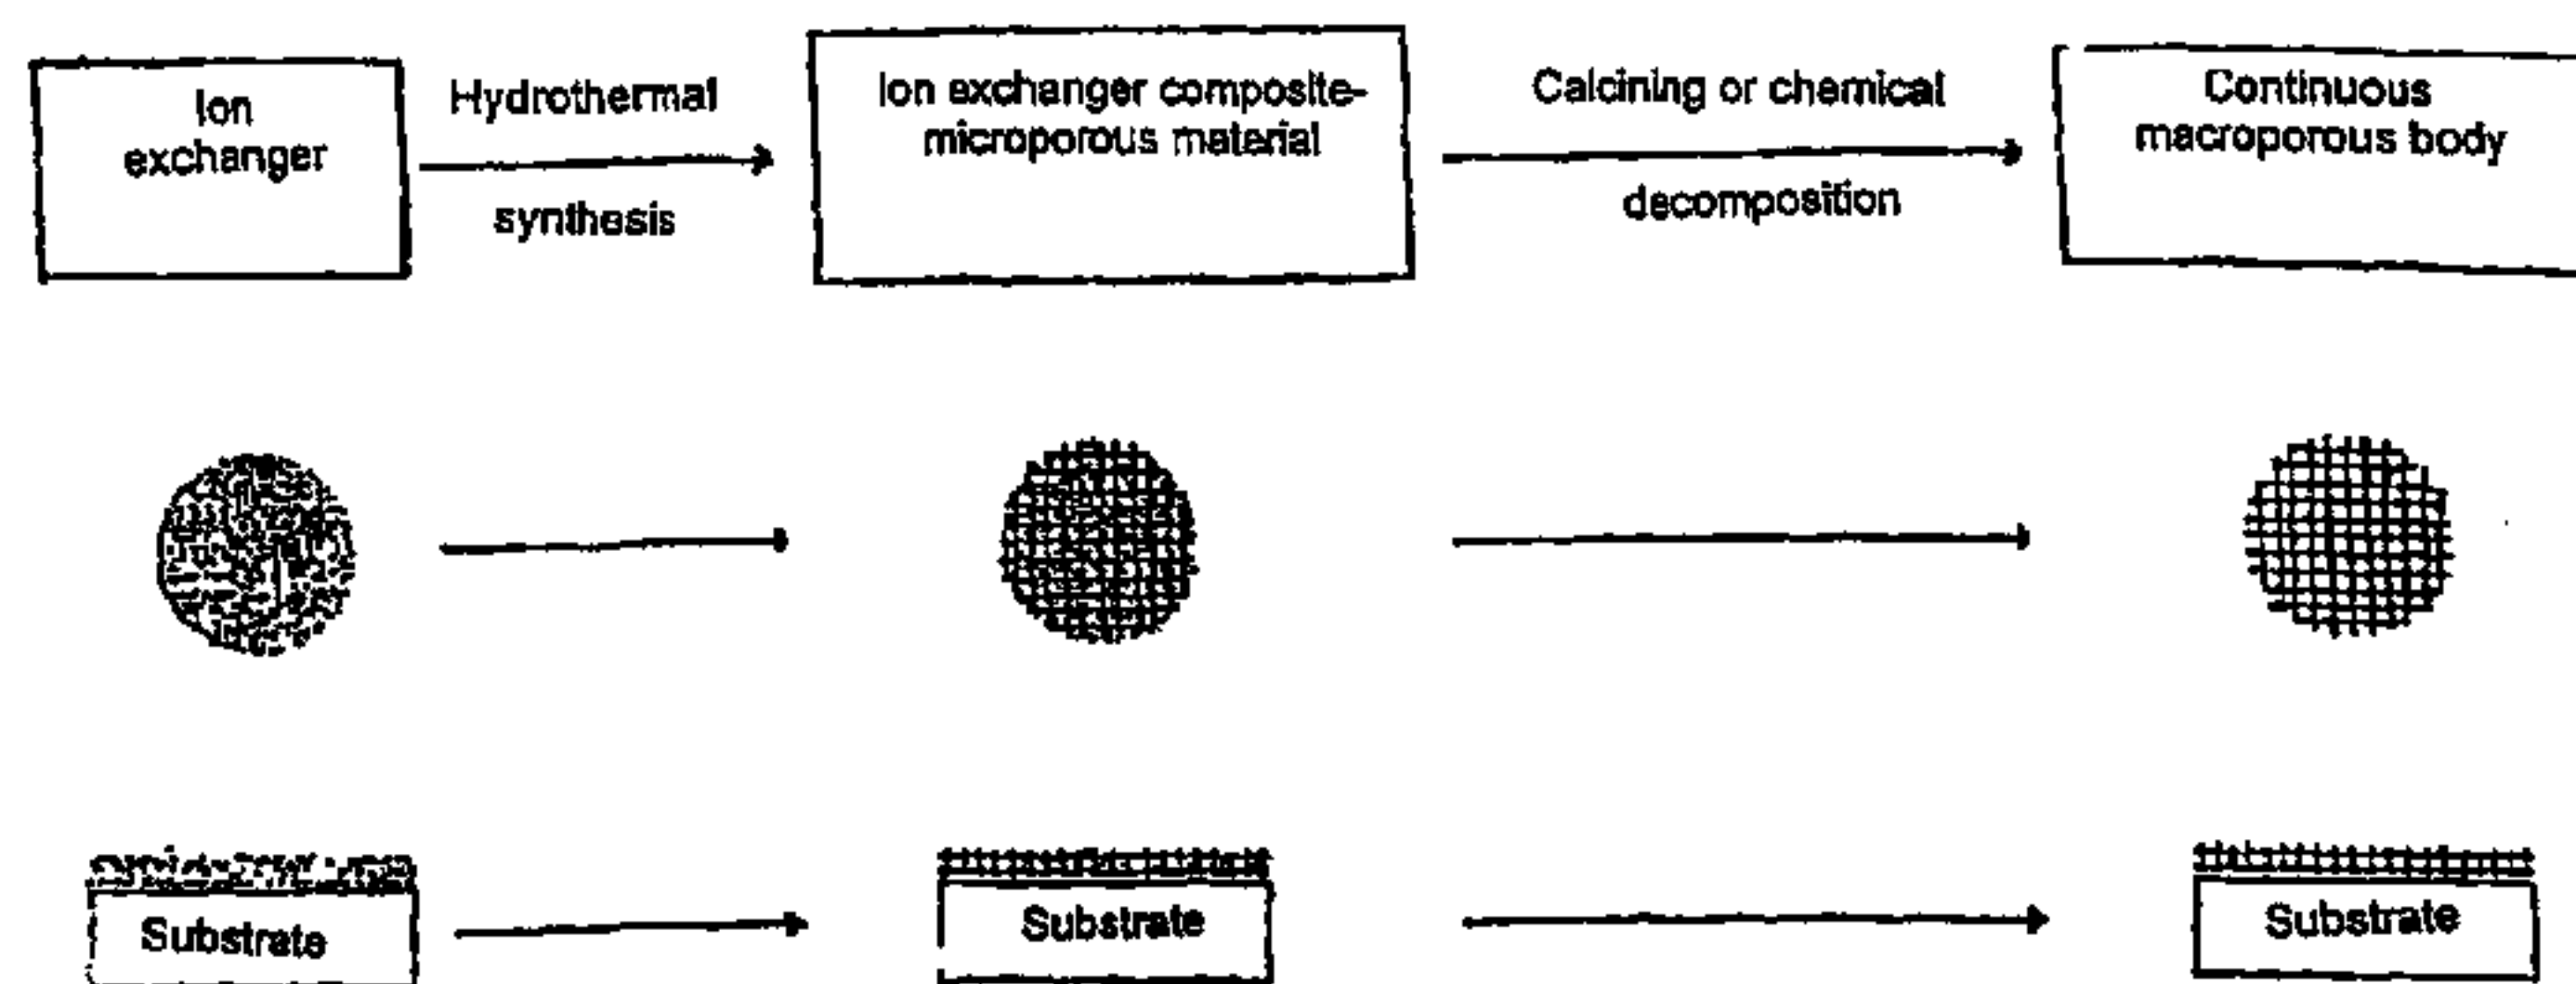 Ion
exchanger
Hydrothermal
synthesis
Ion exchanger composite-
microporous material
Calcining or chemical
decomposition
Continuous
macroporous body
Substrate
Substrate
Substrate